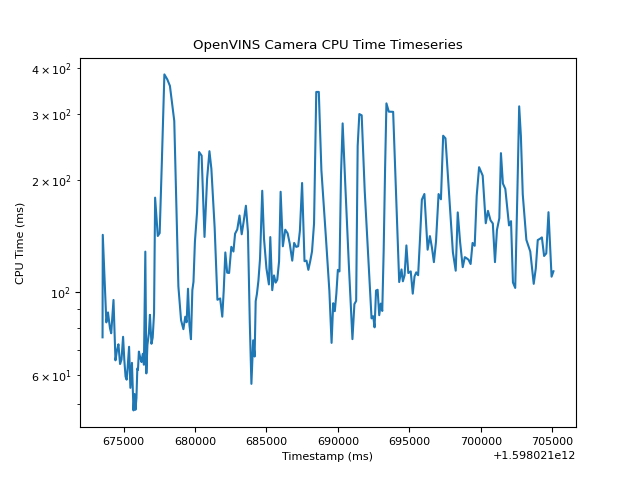 OpenVINS Camera CPU Time Timeseries
CPU Time (ms)
4 × 10²
3 × 10²
2 × 10²
10²
6 × 10¹
675000 680000 685000 690000 695000 700000 705000
Timestamp (ms)
+1.598021e12